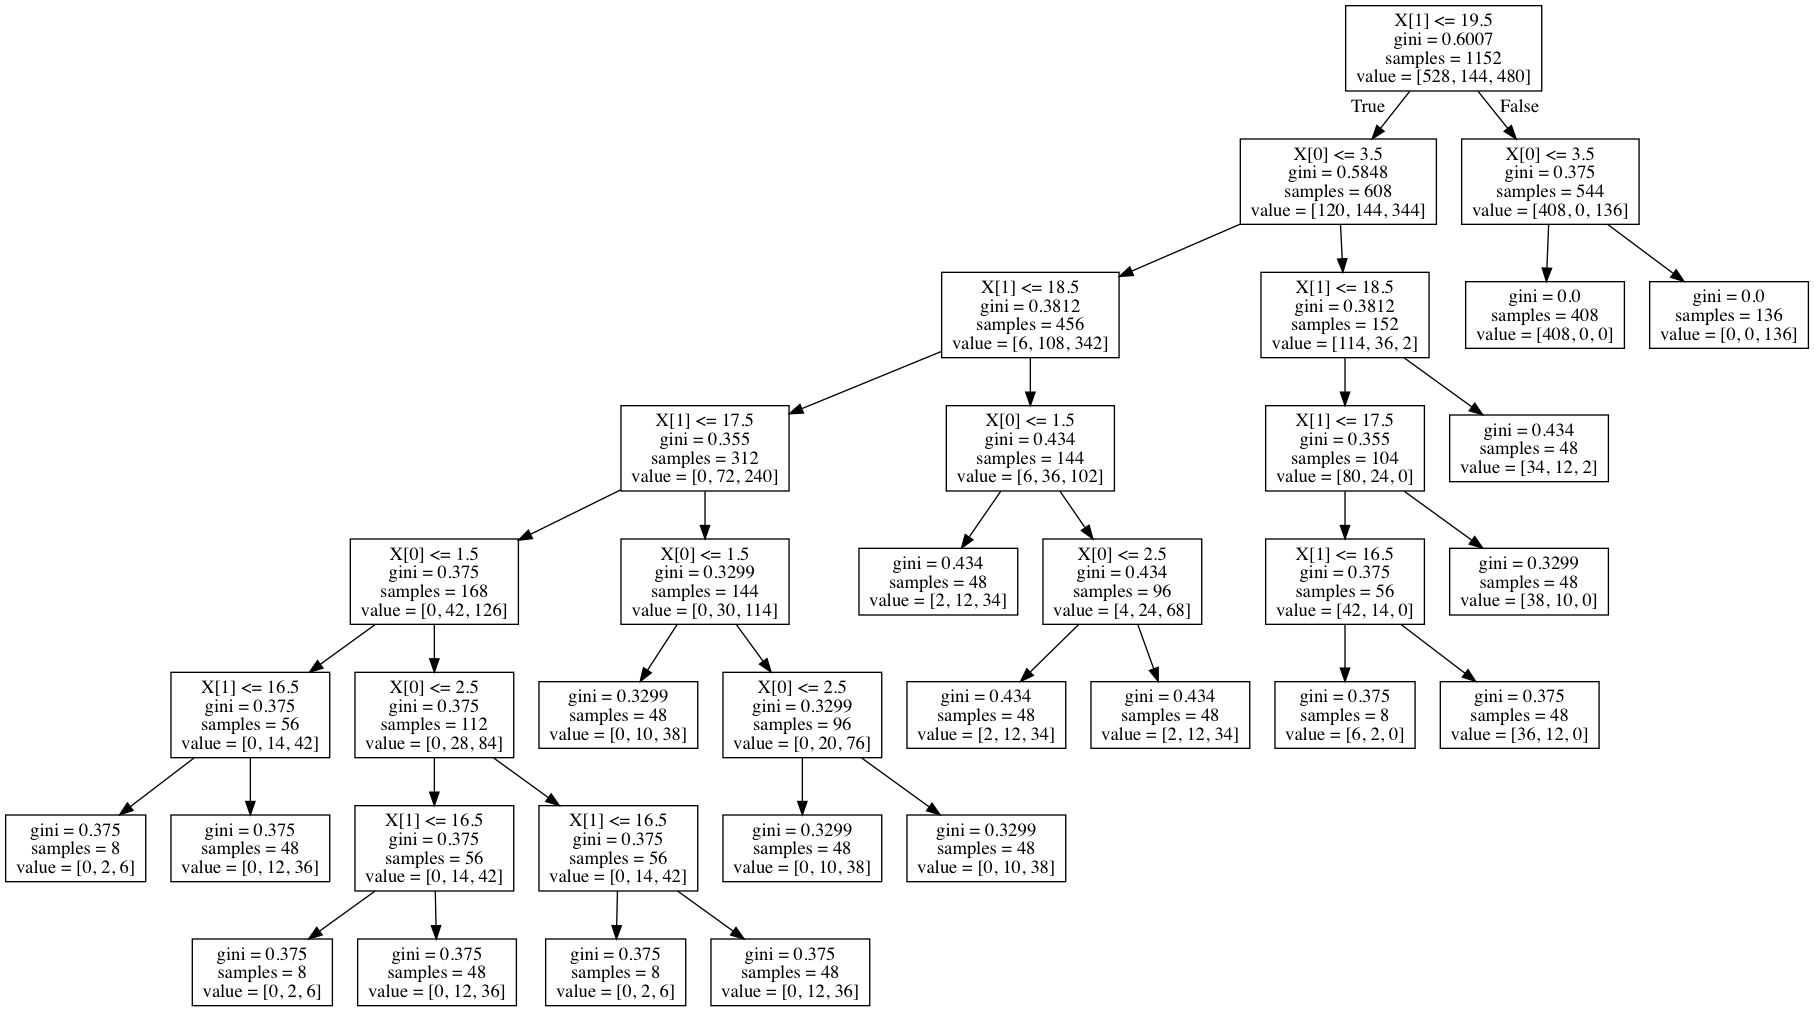 X[1] <= 19.5
gini = 0.6007
samples = 1152
value = [528, 144, 480]
True
False
X[0] <= 3.5
gini = 0.5848
samples = 608
value = [120, 144, 344]
X[0] <= 3.5
gini = 0.375
samples = 544
value = [408, 0, 136]
X[1] <= 18.5
gini = 0.3812
samples = 456
value = [6, 108, 342]
X[1] <= 18.5
gini = 0.3812
samples = 152
value = [114, 36, 2]
gini = 0.0
samples = 408
value = [408, 0, 0]
gini = 0.0
samples = 136
value = [0, 0, 136]
X[1] <= 17.5
gini = 0.355
samples = 312
value = [0, 72, 240]
X[0] <= 1.5
gini = 0.434
samples = 144
value = [6, 36, 102]
X[1] <= 17.5
gini = 0.355
samples = 104
value = [80, 24, 0]
gini = 0.434
samples = 48
value = [34, 12, 2]
X[0] <= 1.5
gini = 0.375
samples = 168
value = [0, 42, 126]
X[0] <= 1.5
gini = 0.3299
samples = 144
value = [0, 30, 114]
gini = 0.434
samples = 48
value = [2, 12, 34]
X[0] <= 2.5
gini = 0.434
samples = 96
value = [4, 24, 68]
X[1] <= 16.5
gini = 0.375
samples = 56
value = [42, 14, 0]
gini = 0.3299
samples = 48
value = [38, 10, 0]
X[1] <= 16.5
gini = 0.375
samples = 56
value = [0, 14, 42]
X[0] <= 2.5
gini = 0.375
samples = 112
value = [0, 28, 84]
gini = 0.3299
samples = 48
value = [0, 10, 38]
X[0] <= 2.5
gini = 0.3299
samples = 96
value = [0, 20, 76]
gini = 0.434
samples = 48
value = [2, 12, 34]
gini = 0.434
samples = 48
value = [2, 12, 34]
gini = 0.375
samples = 8
value = [6, 2, 0]
gini = 0.375
samples = 48
value = [36, 12, 0]
gini = 0.375
samples = 8
value = [0, 2, 6]
gini = 0.375
samples = 48
value = [0, 12, 36]
X[1] <= 16.5
gini = 0.375
samples = 56
value = [0, 14, 42]
X[1] <= 16.5
gini = 0.375
samples = 56
value = [0, 14, 42]
gini = 0.3299
samples = 48
value = [0, 10, 38]
gini = 0.3299
samples = 48
value = [0, 10, 38]
gini = 0.375
samples = 8
value = [0, 2, 6]
gini = 0.375
samples = 48
value = [0, 12, 36]
gini = 0.375
samples = 8
value = [0, 2, 6]
gini = 0.375
samples = 48
value = [0, 12, 36]